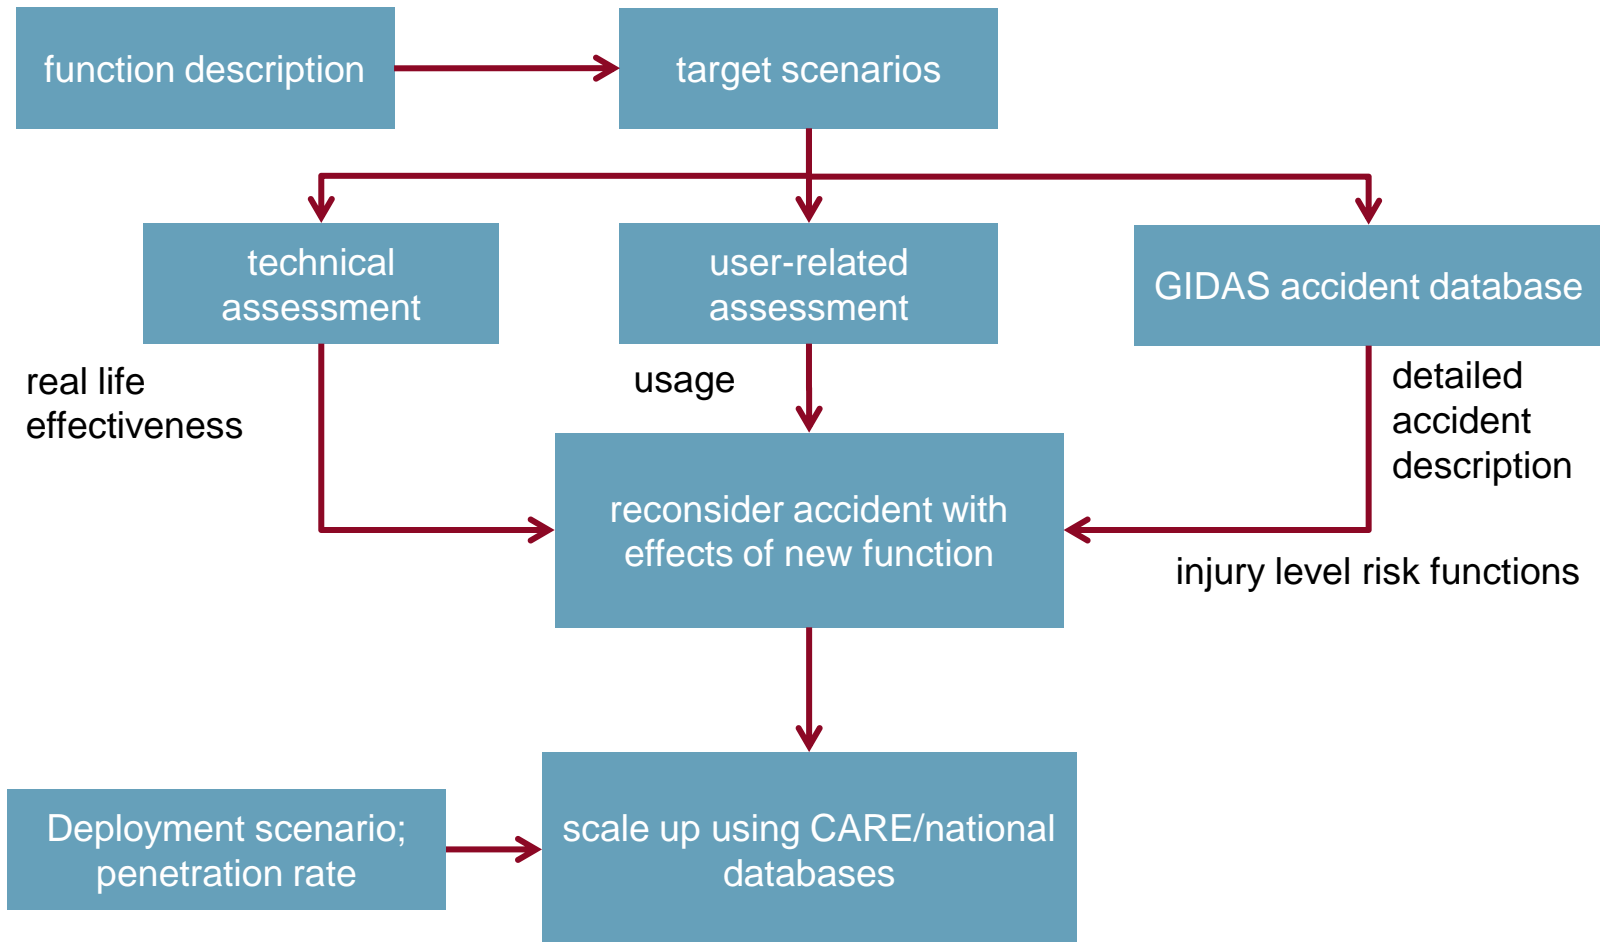 function description
target scenarios
technical
assessment
user-related
assessment
GIDAS accident database
real life
effectiveness
usage
detailed
accident
description
reconsider accident with
effects of new function
injury level risk functions
Deployment scenario;
penetration rate
scale up using CARE/national
databases